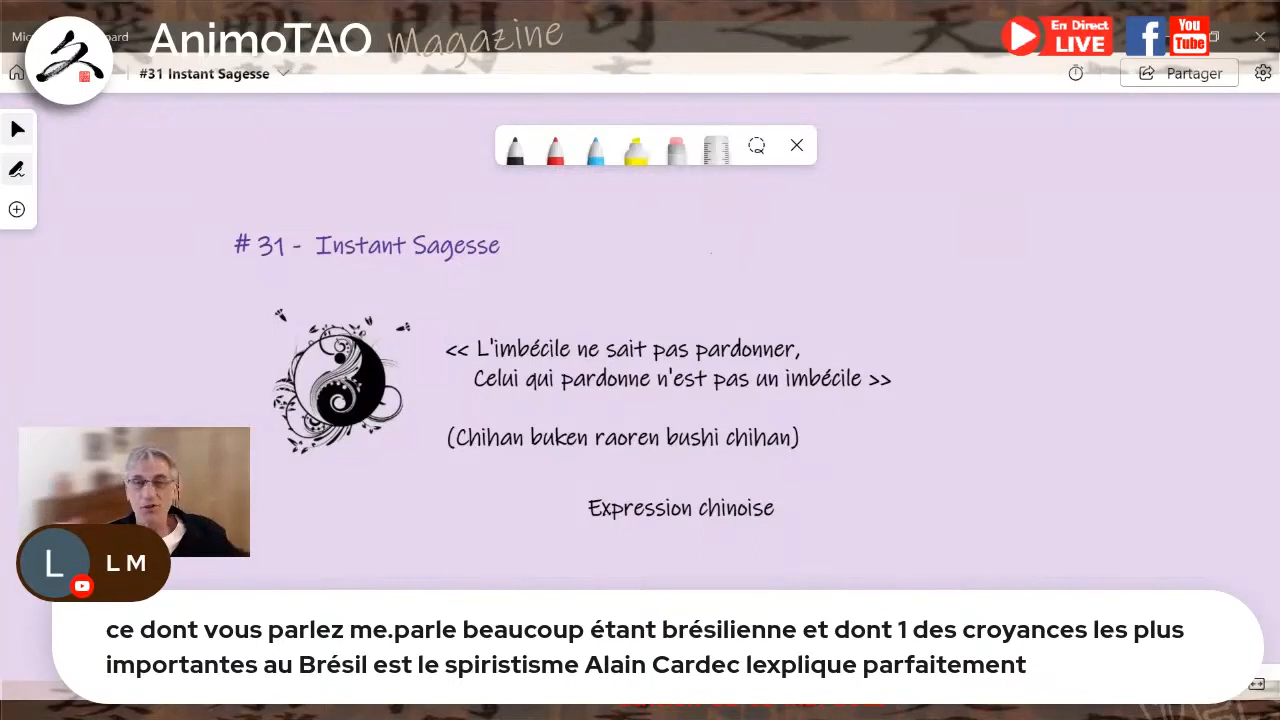 AnimoTAO Magazine
En Direct
LIVE
You
Tube
#31 Instant Sagesse
Partager
# 31 - Instant Sagesse
<< L'imbécile ne sait pas pardonner,
Celui qui pardonne n'est pas un imbécile >>
(Chihan buken raoren bushi chihan)
Expression chinoise
L
L M
ce dont vous parlez me.parle beaucoup étant brésilienne et dont 1 des croyances les plus
importantes au Brésil est le spiristisme Alain Cardec lexplique parfaitement